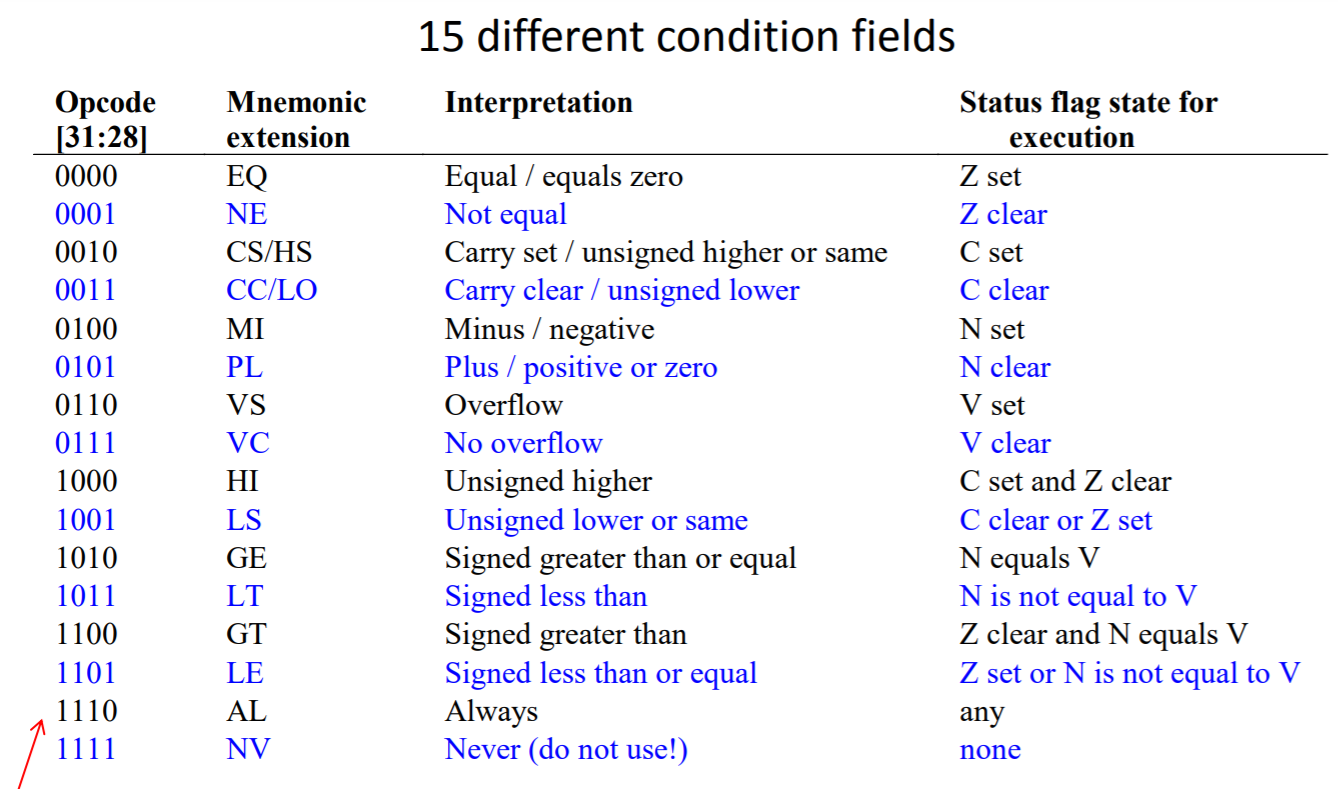 15 different condition fields
Opcode Mnemonic Interpretation Status flag state for
[31:28] extension execution
0000 EQ Equal / equals zero Z set
0001 NE Not equal Z clear
0010 CS/HS Carry set / unsigned higher or same C set
0011 CC/LO Carry clear / unsigned lower C clear
0100 MI Minus / negative N set
0101 PL Plus / positive or zero N clear
0110 VS Overflow V set
0111 VC No overflow V clear
1000 HI Unsigned higher C set and Z clear
1001 LS Unsigned lower or same C clear or Z set
1010 GE Signed greater than or equal N equals V
1011 LT Signed less than N is not equal to V
1100 GT Signed greater than Z clear and N equals V
1101 LE Signed less than or equal Z set or N is not equal to V
1110 AL Always any
1111 NV Never (do not use!) none